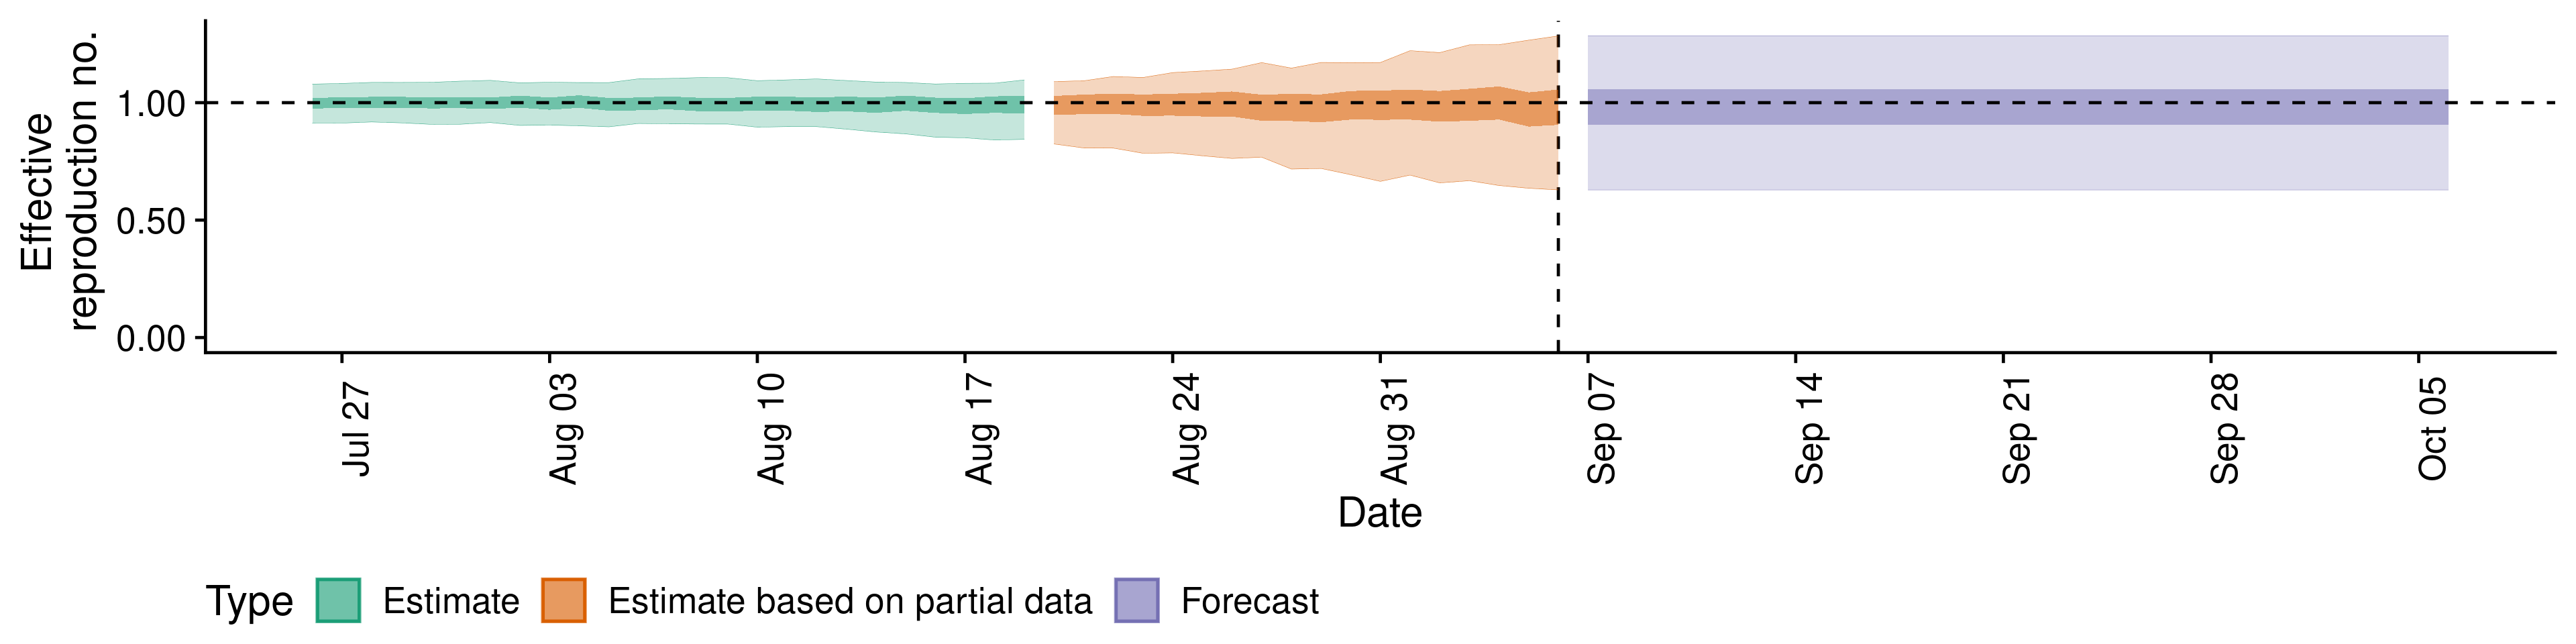 Effective
reproduction no.
1.00
0.50
0.00
Jul 27
Aug 03
Aug 10
Aug 17
Aug 24
Aug 31
Sep 07
Sep 14
Sep 21
Sep 28
Oct 05
Date
Type Estimate Estimate based on partial data Forecast